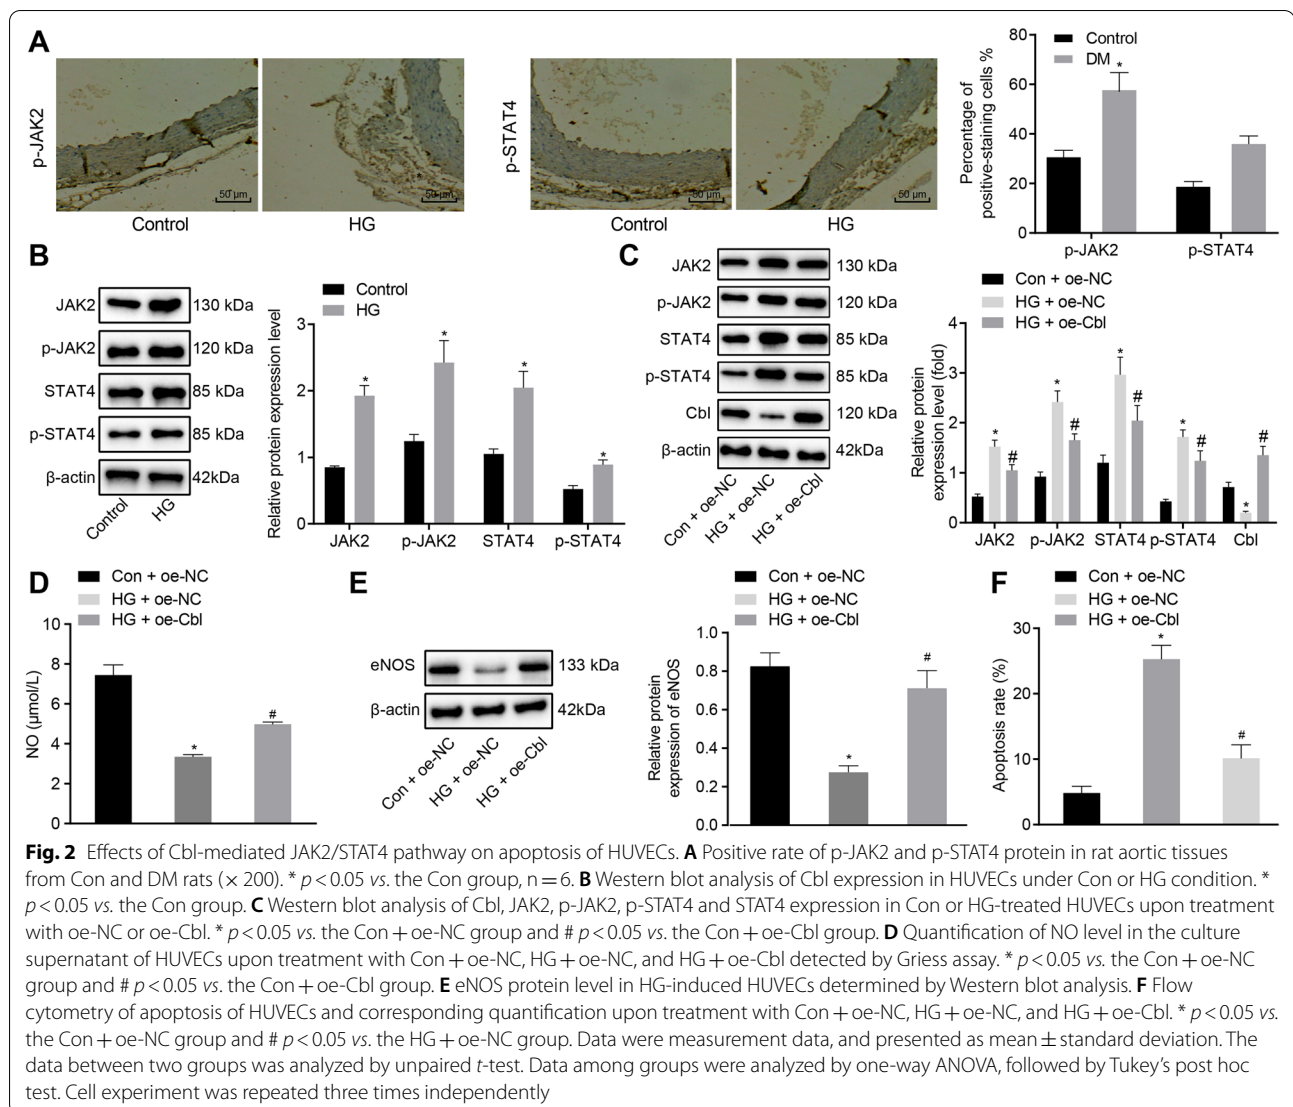 A
p-JAK2
50 µm
Control
50 µm
HG
p-STAT4
50 µm
Control
50 µm
HG
Control
DM
Percentage of
positive-staining cells %
80
60
40
20
0
*
p-JAK2
p-STAT4
B
JAK2
130 kDa
p-JAK2
120 kDa
STAT4
85 kDa
p-STAT4
85 kDa
β-actin
42kDa
Control
HG
Control
HG
Relative protein expression level
3
2
1
0
*
*
*
*
JAK2
p-JAK2
STAT4
p-STAT4
C
JAK2
130 kDa
p-JAK2
120 kDa
STAT4
85 kDa
p-STAT4
85 kDa
Cbl
120 kDa
β-actin
42kDa
Con + oe-NC
HG + oe-NC
HG + oe-Cbl
Con + oe-NC
HG + oe-NC
HG + oe-Cbl
Relative protein
expression level (fold)
4
3
2
1
0
*
#
*
#
*
#
*
#
*
#
JAK2
p-JAK2
STAT4
p-STAT4
Cbl
D
Con + oe-NC
HG + oe-NC
HG + oe-Cbl
NO (µmol/L)
10
8
6
4
2
0
*
#
E
eNOS
133 kDa
β-actin
42kDa
Con + oe-NC
HG + oe-NC
HG + oe-Cbl
Con + oe-NC
HG + oe-NC
HG + oe-Cbl
Relative protein
expression of eNOS
1.0
0.8
0.6
0.4
0.2
0.0
*
#
F
Con + oe-NC
HG + oe-NC
HG + oe-Cbl
Apoptosis rate (%)
30
20
10
0
*
#
Fig. 2 Effects of Cbl-mediated JAK2/STAT4 pathway on apoptosis of HUVECs. A Positive rate of p-JAK2 and p-STAT4 protein in rat aortic tissues
from Con and DM rats (× 200). * p < 0.05 vs. the Con group, n = 6. B Western blot analysis of Cbl expression in HUVECs under Con or HG condition. *
p < 0.05 vs. the Con group. C Western blot analysis of Cbl, JAK2, p-JAK2, p-STAT4 and STAT4 expression in Con or HG-treated HUVECs upon treatment
with oe-NC or oe-Cbl. * p < 0.05 vs. the Con + oe-NC group and # p < 0.05 vs. the Con + oe-Cbl group. D Quantification of NO level in the culture
supernatant of HUVECs upon treatment with Con + oe-NC, HG + oe-NC, and HG + oe-Cbl detected by Griess assay. * p < 0.05 vs. the Con + oe-NC
group and # p < 0.05 vs. the Con + oe-Cbl group. E eNOS protein level in HG-induced HUVECs determined by Western blot analysis. F Flow
cytometry of apoptosis of HUVECs and corresponding quantification upon treatment with Con + oe-NC, HG + oe-NC, and HG + oe-Cbl. * p < 0.05 vs.
the Con + oe-NC group and # p < 0.05 vs. the HG + oe-NC group. Data were measurement data, and presented as mean ± standard deviation. The
data between two groups was analyzed by unpaired t-test. Data among groups were analyzed by one-way ANOVA, followed by Tukey's post hoc
test. Cell experiment was repeated three times independently